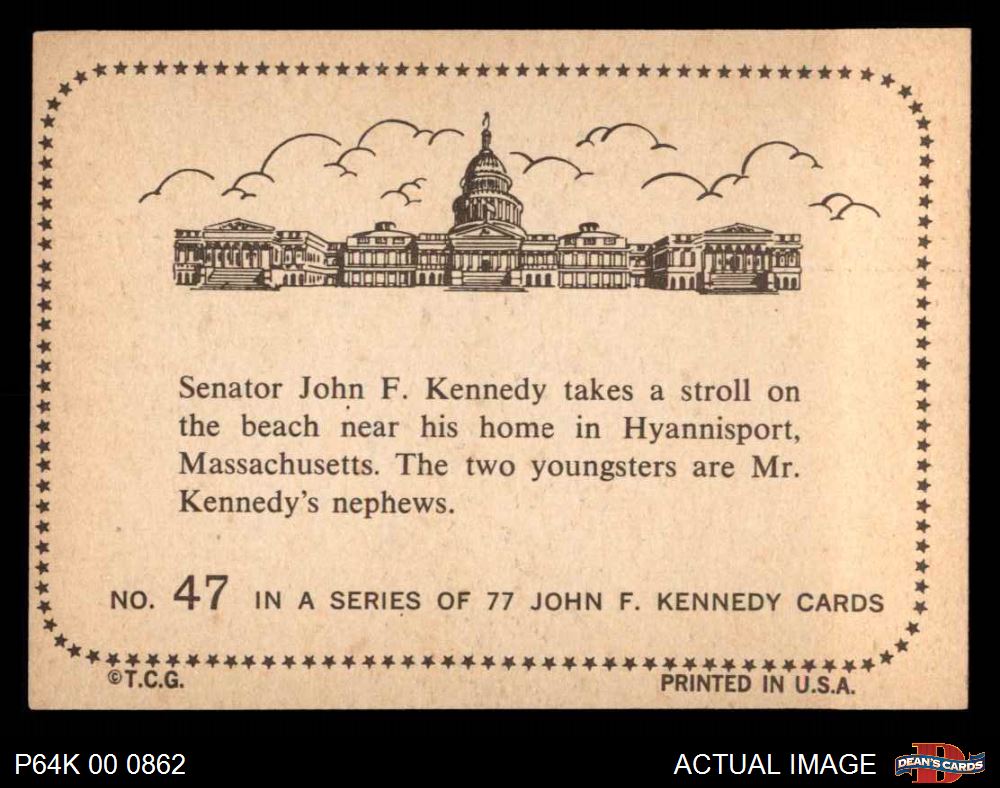 Senator John F. Kennedy takes a stroll on
the beach near his home in Hyannisport,
Massachusetts. The two youngsters are Mr.
Kennedy's nephews.
NO. 47 IN A SERIES OF 77 JOHN F. KENNEDY CARDS
©T.C.G.
PRINTED IN U.S.A.
P64K 00 0862
ACTUAL IMAGE
D
DEAN'S CARDS